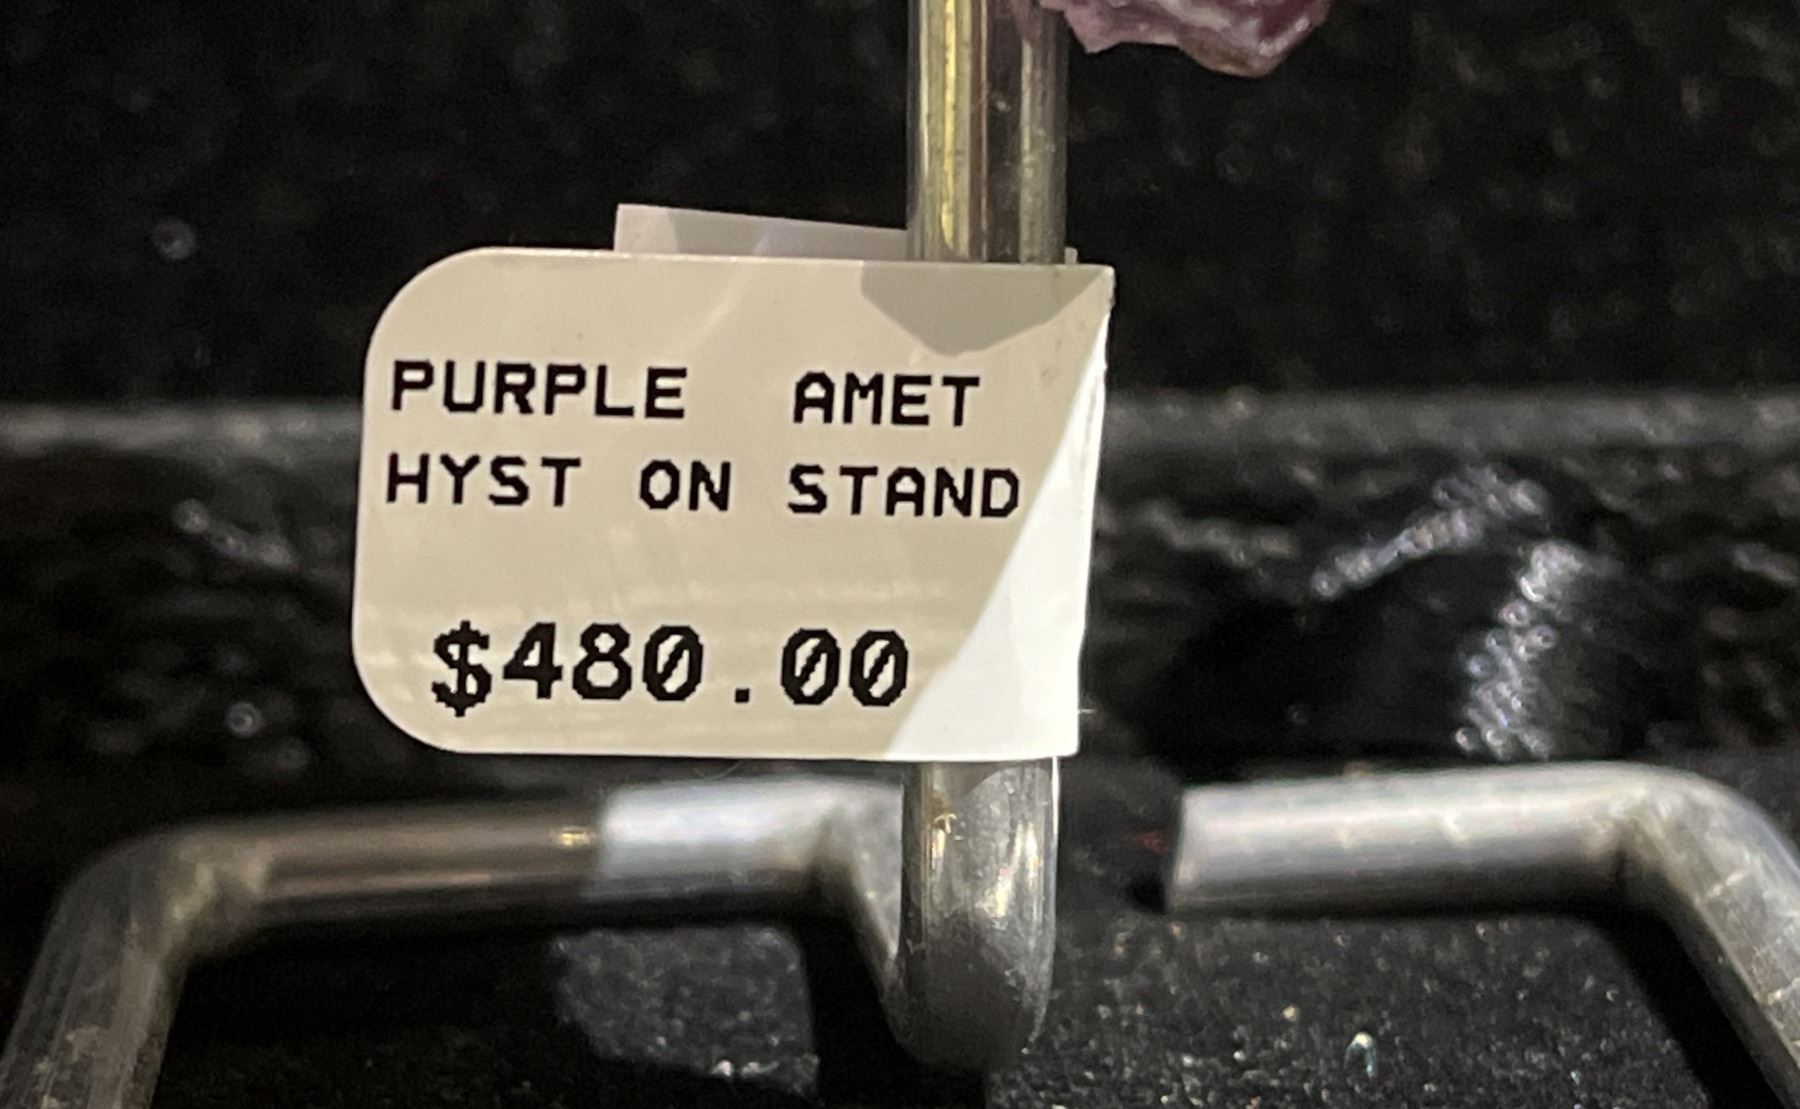 PURPLE AMET
HYST ON STAND
$480.00